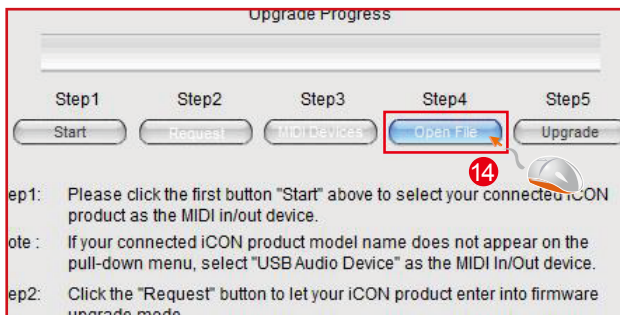 Upgrade Progress
Step1 Step2 Step3 Step4 Step5
Start Request MIDI Devices Open File Upgrade
14
ep1: Please click the first button "Start" above to select your connected iCON
product as the MIDI in/out device.
ote : If your connected iCON product model name does not appear on the
pull-down menu, select "USB Audio Device" as the MIDI In/Out device.
ep2: Click the "Request" button to let your iCON product enter into firmware
upgrade mode